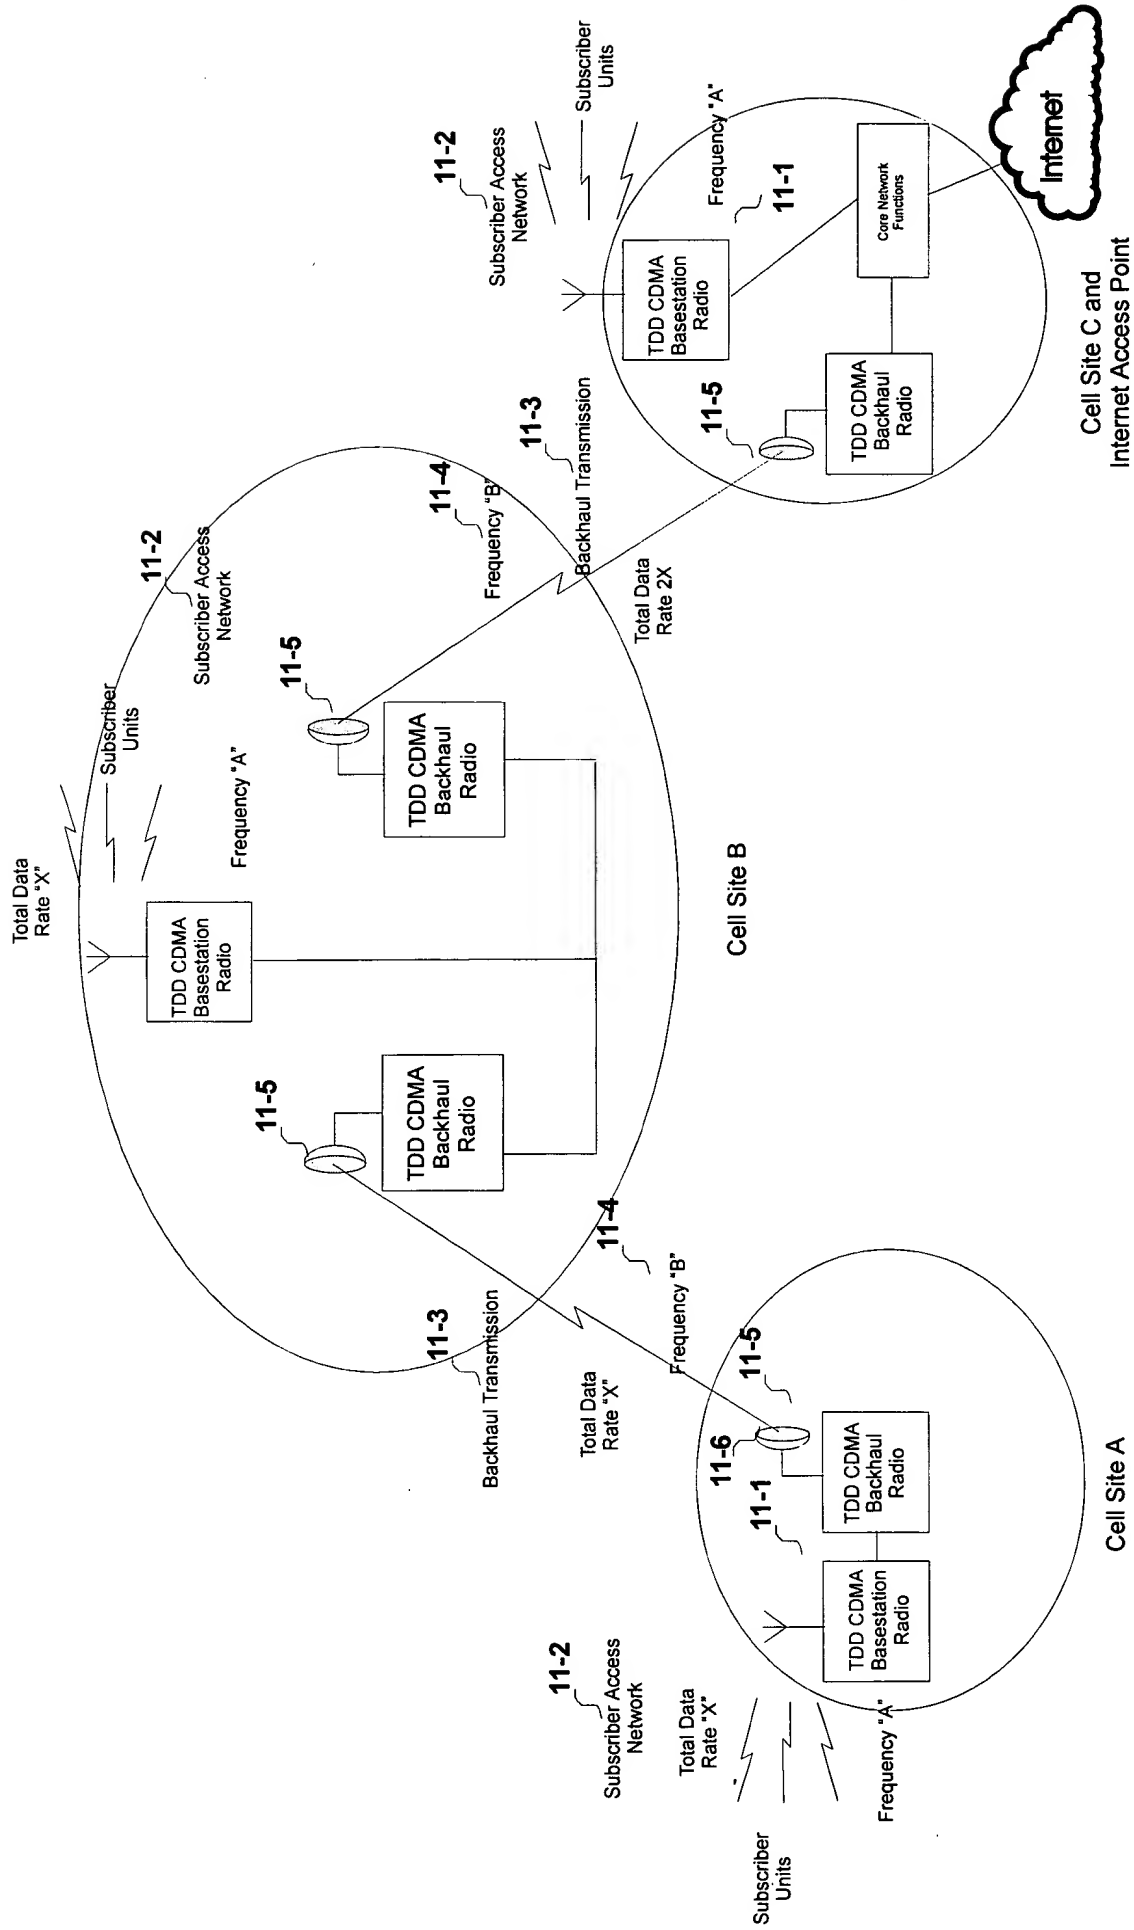 Total Data
Rate "X"
Subscriber
Units
11-2
Subscriber Access
Network
Frequency "A"
TDD CDMA
Basestation
Radio
11-5
TDD CDMA
Backhaul
Radio
11-5
TDD CDMA
Backhaul
Radio
11-4
Frequency "B"
Cell Site B
11-3
Backhaul Transmission
Total Data
Rate "X"
11-4
Frequency "B"
Frequency "B"
11-3
Backhaul Transmission
Total Data
Rate 2X
11-2
Subscriber Access
Network
Total Data
Rate "X"
Subscriber
Units
Frequency "A"
11-1
11-6
11-5
TDD CDMA
Basestation
Radio
TDD CDMA
Backhaul
Radio
Cell Site A
11-2
Subscriber Access
Network
Subscriber
Units
Frequency "A"
11-1
TDD CDMA
Basestation
Radio
11-5
TDD CDMA
Backhaul
Radio
Core Network
Functions
Internet
Cell Site C and
Internet Access Point